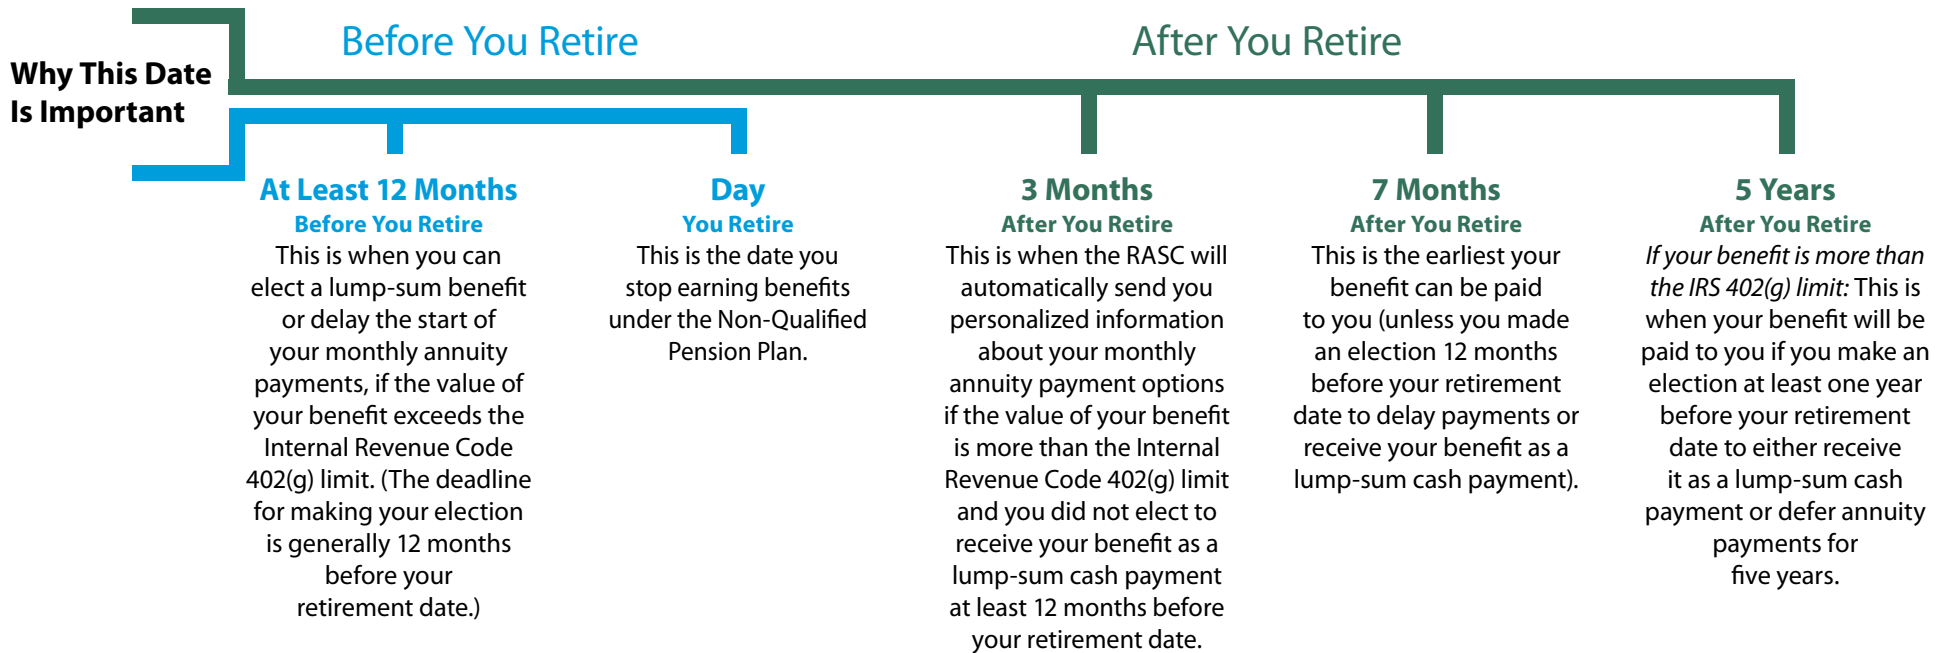 Why This Date
Is Important
Before You Retire
After You Retire
At Least 12 Months
Before You Retire
This is when you can
elect a lump-sum benefit
or delay the start of
your monthly annuity
payments, if the value of
your benefit exceeds the
Internal Revenue Code
402(g) limit. (The deadline
for making your election
is generally 12 months
before your
retirement date.)
Day
You Retire
This is the date you
stop earning benefits
under the Non-Qualified
Pension Plan.
3 Months
After You Retire
This is when the RASC will
automatically send you
personalized information
about your monthly
annuity payment options
if the value of your benefit
is more than the Internal
Revenue Code 402(g) limit
and you did not elect to
receive your benefit as a
lump-sum cash payment
at least 12 months before
your retirement date.
7 Months
After You Retire
This is the earliest your
benefit can be paid
to you (unless you made
an election 12 months
before your retirement
date to delay payments or
receive your benefit as a
lump-sum cash payment).
5 Years
After You Retire
If your benefit is more than
the IRS 402(g) limit: This is
when your benefit will be
paid to you if you make an
election at least one year
before your retirement
date to either receive
it as a lump-sum cash
payment or defer annuity
payments for
five years.